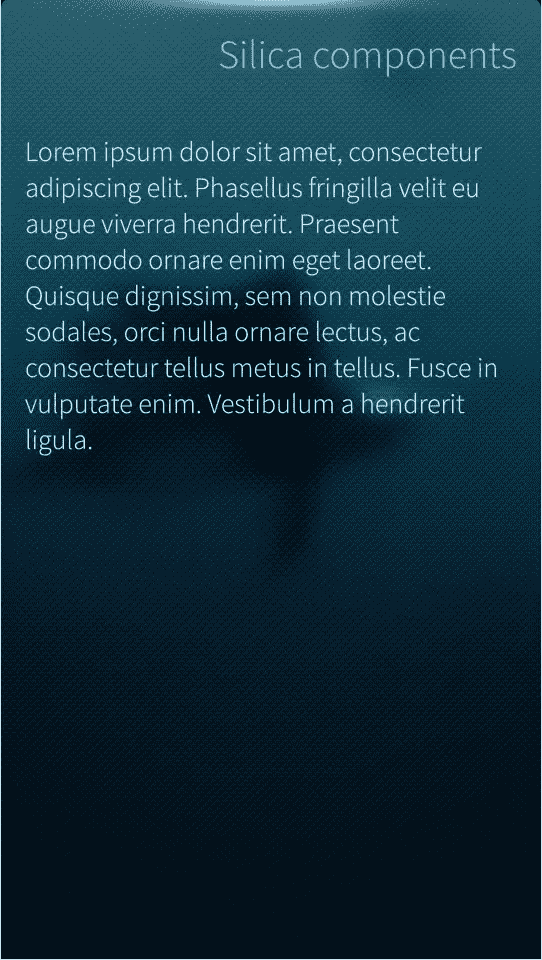 Silica components
Lorem ipsum dolor sit amet, consectetur
adipiscing elit. Phasellus fringilla velit eu
augue viverra hendrerit. Praesent
commodo ornare enim eget laoreet.
Quisque dignissim, sem non molestie
sodales, orci nulla ornare lectus, ac
consectetur tellus metus in tellus. Fusce in
vulputate enim. Vestibulum a hendrerit
ligula.